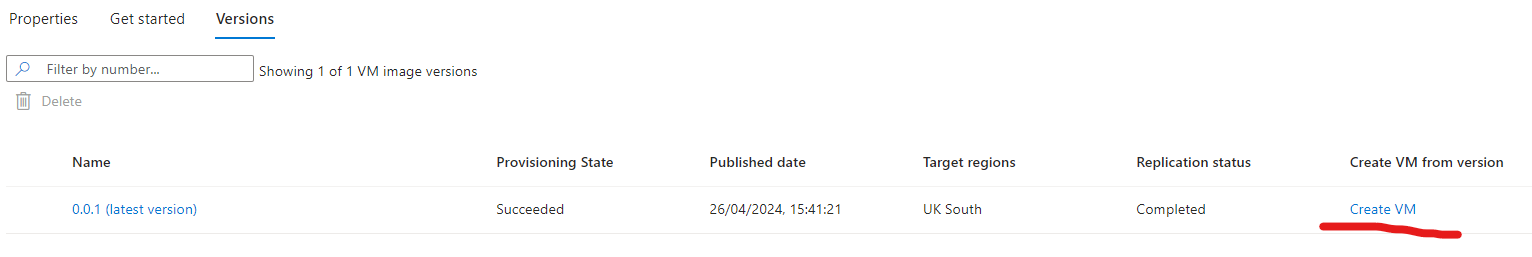 Properties Get started Versions
Filter by number... Showing 1 of 1 VM image versions
Delete
Name Provisioning State Published date Target regions Replication status Create VM from version
0.0.1 (latest version) Succeeded 26/04/2024, 15:41:21 UK South Completed Create VM